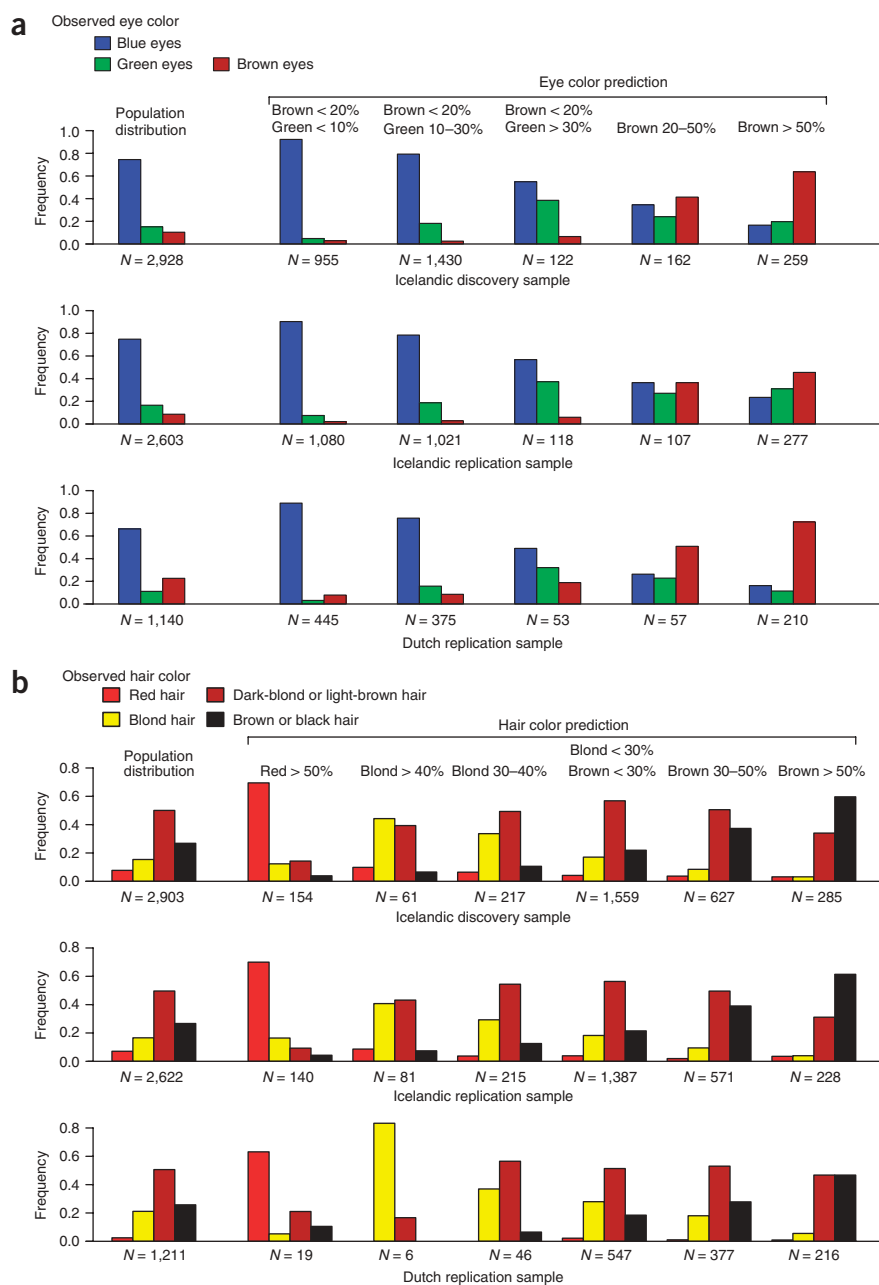 a
Observed eye color
Blue eyes
Green eyes Brown eyes
Eye color prediction
Population distribution
Brown < 20% Green < 10%
Brown < 20% Green 10–30%
Brown < 20% Green > 30%
Brown 20–50%
Brown > 50%
Frequency
1.0
0.8
0.6
0.4
0.2
0.0
N = 2,928 N = 955 N = 1,430 N = 122 N = 162 N = 259
Icelandic discovery sample
Frequency
1.0
0.8
0.6
0.4
0.2
0.0
N = 2,603 N = 1,080 N = 1,021 N = 118 N = 107 N = 277
Icelandic replication sample
Frequency
1.0
0.8
0.6
0.4
0.2
0.0
N = 1,140 N = 445 N = 375 N = 53 N = 57 N = 210
Dutch replication sample
b
Observed hair color
Red hair Dark-blond or light-brown hair
Blond hair Brown or black hair
Hair color prediction
Population distribution
Red > 50%
Blond > 40%
Blond 30–40%
Blond < 30% Brown < 30%
Brown 30–50%
Brown > 50%
Frequency
0.8
0.6
0.4
0.2
0.0
N = 2,903 N = 154 N = 61 N = 217 N = 1,559 N = 627 N = 285
Icelandic discovery sample
Frequency
0.8
0.6
0.4
0.2
0.0
N = 2,622 N = 140 N = 81 N = 215 N = 1,387 N = 571 N = 228
Icelandic replication sample
Frequency
0.8
0.6
0.4
0.2
0.0
N = 1,211 N = 19 N = 6 N = 46 N = 547 N = 377 N = 216
Dutch replication sample